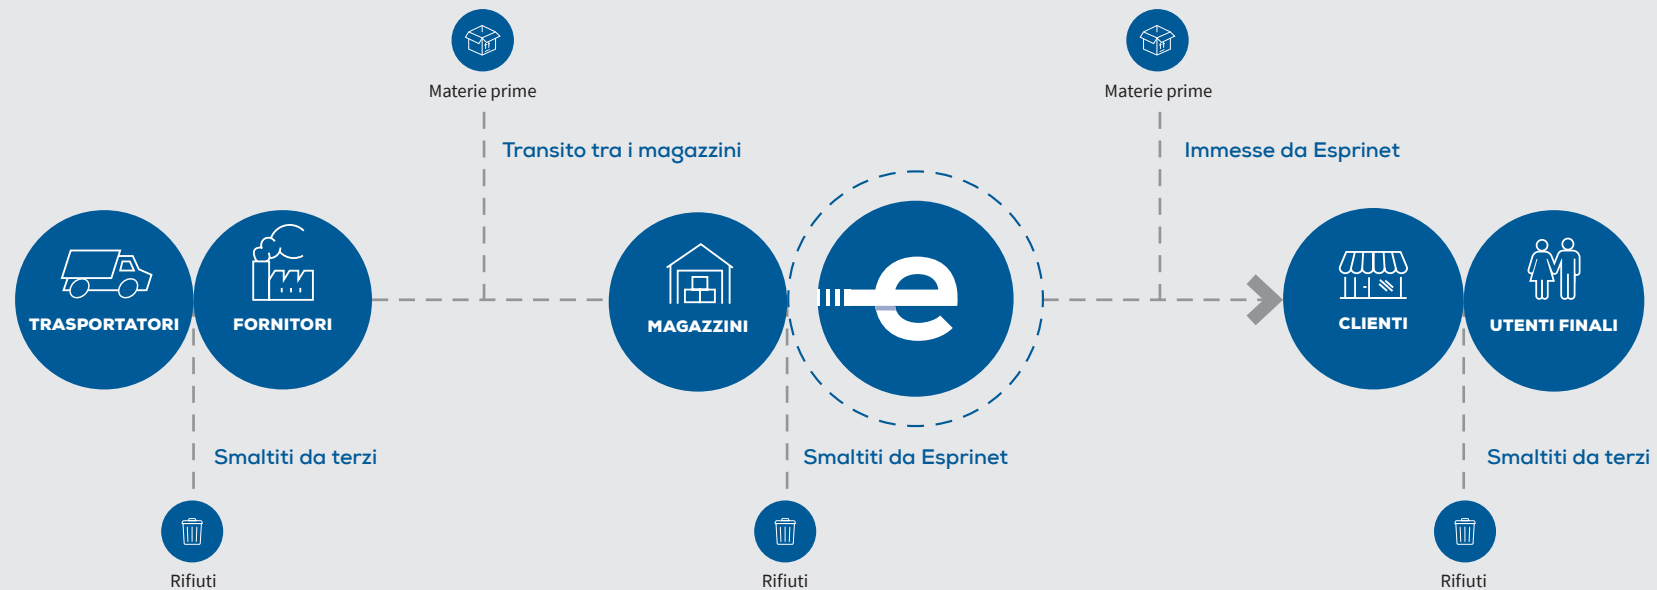 Materie prime
Materie prime
Transito tra i magazzini
Immesse da Esprinet
TRASPORTATORI
FORNITORI
MAGAZZINI
e
CLIENTI
UTENTI FINALI
Smaltiti da terzi
Smaltiti da Esprinet
Smaltiti da terzi
Rifiuti
Rifiuti
Rifiuti